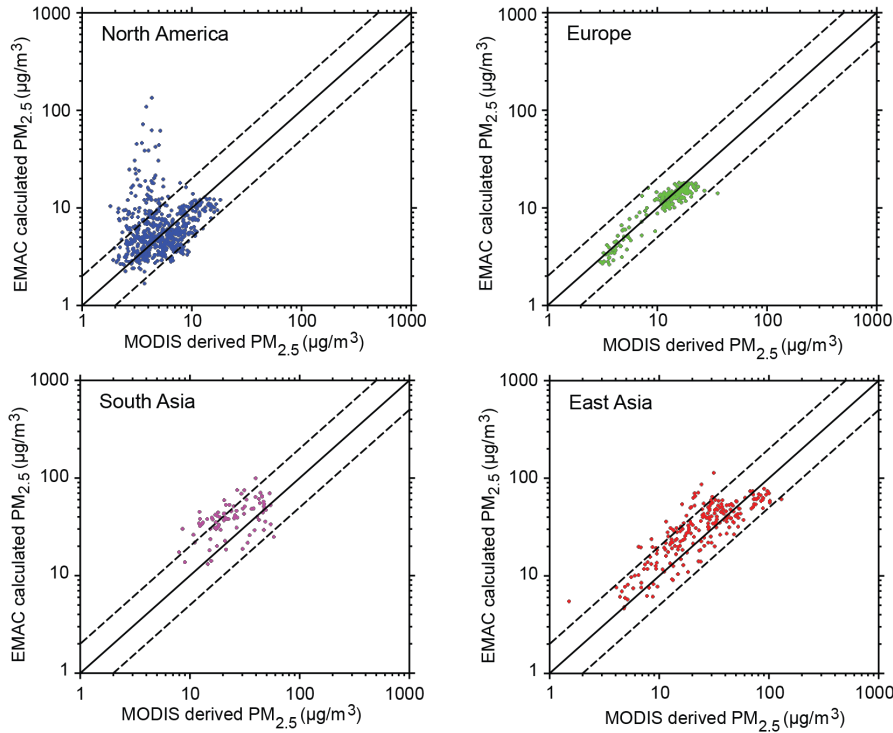 North America
EMAC calculated PM2.5 (µg/m3)
1000
100
10
1
1 10 100 1000
MODIS derived PM2.5 (µg/m3)
Europe
EMAC calculated PM2.5 (µg/m3)
1000
100
10
1
1 10 100 1000
MODIS derived PM2.5 (µg/m3)
South Asia
EMAC calculated PM2.5 (µg/m3)
1000
100
10
1
1 10 100 1000
MODIS derived PM2.5 (µg/m3)
East Asia
EMAC calculated PM2.5 (µg/m3)
1000
100
10
1
1 10 100 1000
MODIS derived PM2.5 (µg/m3)